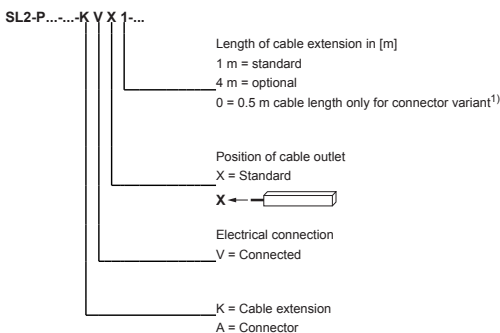 SL2-P...-...-K V X 1-...
Length of cable extension in [m]
1 m = standard
4 m = optional
0 = 0.5 m cable length only for connector variant1)
Position of cable outlet
X = Standard
X
Electrical connection
V = Connected
K = Cable extension
A = Connector